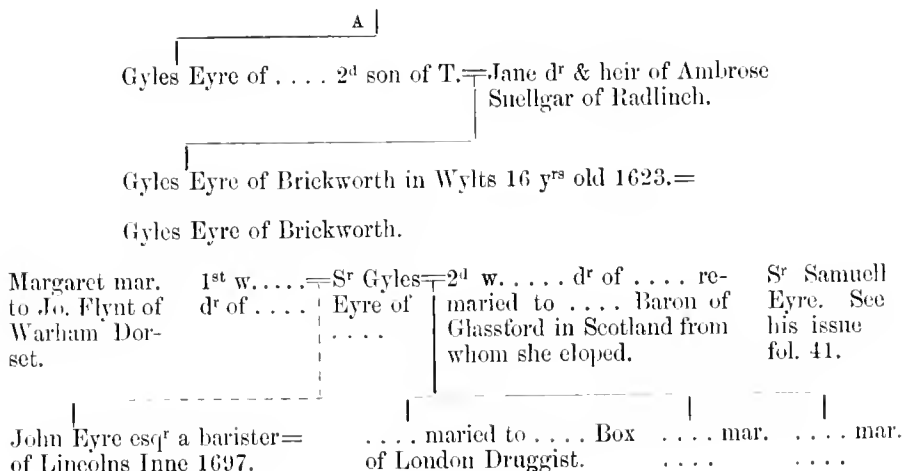 A
Gyles Eyre of . . . . 2d son of T.=Jane dr & heir of Ambrose
Snellgar of Radlinch.
Gyles Eyre of Brickworth in Wylts 16 yrs old 1623.=
Gyles Eyre of Brickworth.
Margaret mar.
to Jo. Flynt of
Warham Dor-
set.
1st w. . . . .
dr of . . . .
=Sr Gyles=
Eyre of
. . . .
2d w. . . . . dr of . . . . re-
maried to . . . . Baron of
Glassford in Scotland from
whom she eloped.
Sr Samuell
Eyre. See
his issue
fol. 41.
John Eyre esqr a barister=
of Lincolns Inne 1697.
. . . . maried to . . . . Box
of London Druggist.
. . . . mar.
. . . .
. . . . mar.
. . . .